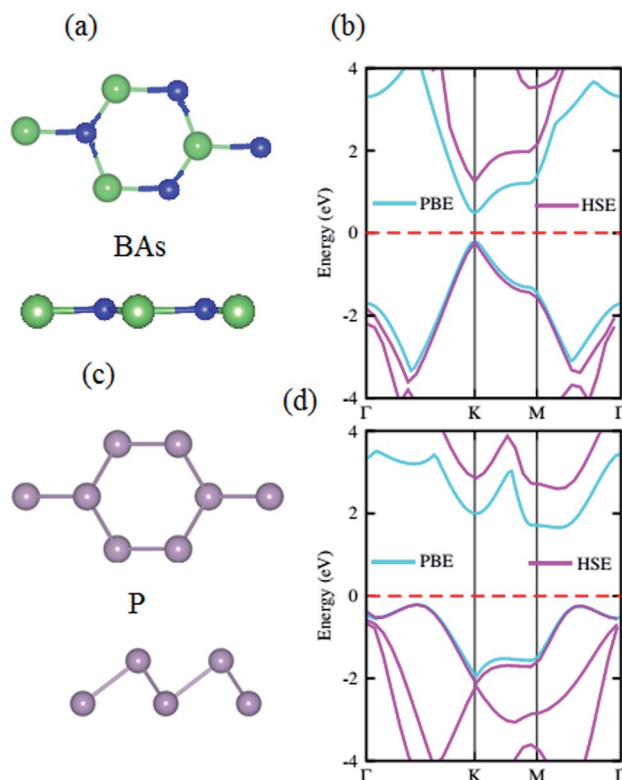 (a)
BAs
(b)
4
2
0
-2
-4
Energy (eV)
PBE
HSE
Γ
K
M
Γ
(c)
P
(d)
4
2
0
-2
-4
Energy (eV)
PBE
HSE
Γ
K
M
Γ